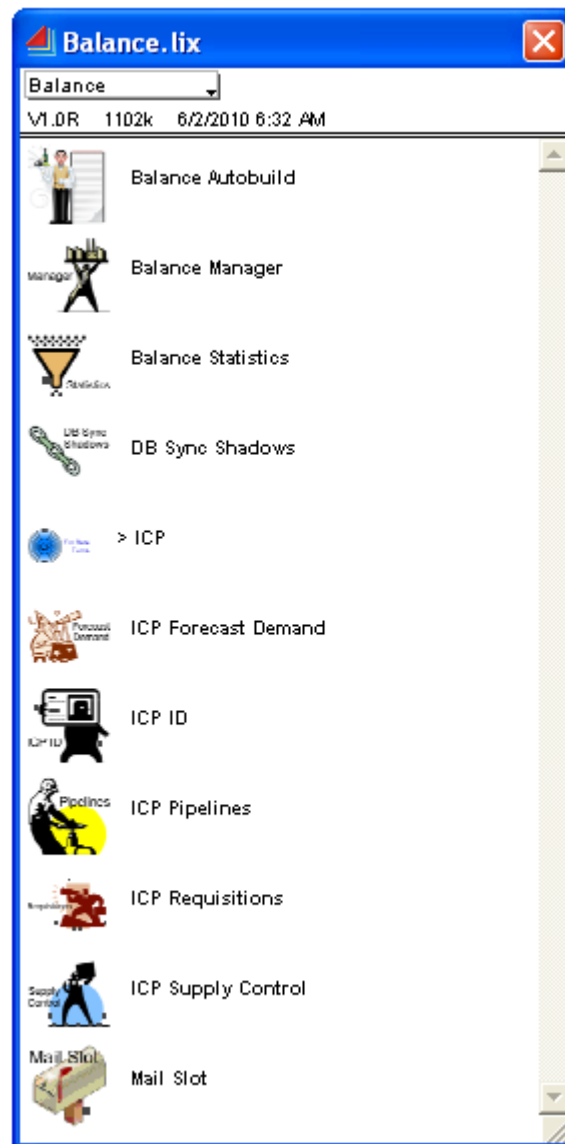 Balance.lix
Balance
V1.0R 1102k 6/2/2010 6:32 AM
Balance Autobuild
Manager
Balance Manager
Statistics
Balance Statistics
DB Sync
Shadows
DB Sync Shadows
> ICP
Forecast
Demand
ICP Forecast Demand
ICP ID
ICP ID
Pipelines
ICP Pipelines
Requisitions
ICP Requisitions
Supply
Control
ICP Supply Control
Mail Slot
Mail Slot